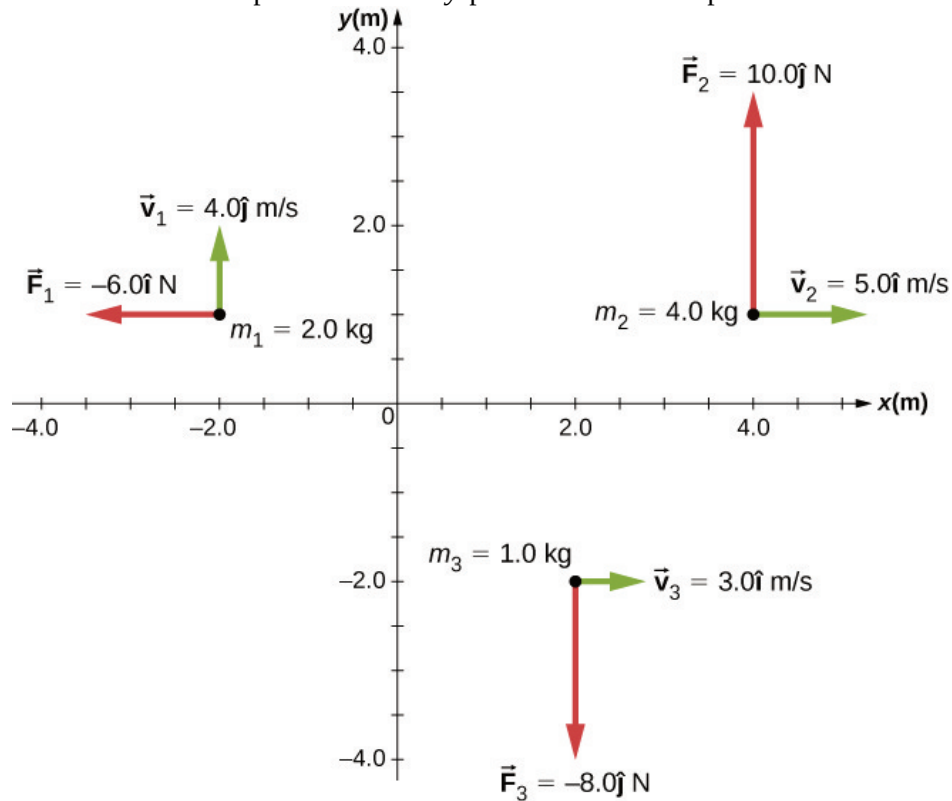 y(m)
4.0
F⃗₂ = 10.0ĵ N
v⃗₁ = 4.0ĵ m/s
2.0
F⃗₁ = –6.0î N
v⃗₂ = 5.0î m/s
m₁ = 2.0 kg
m₂ = 4.0 kg
–4.0
–2.0
0
2.0
4.0
x(m)
m₃ = 1.0 kg
–2.0
v⃗₃ = 3.0î m/s
–4.0
F⃗₃ = –8.0ĵ N